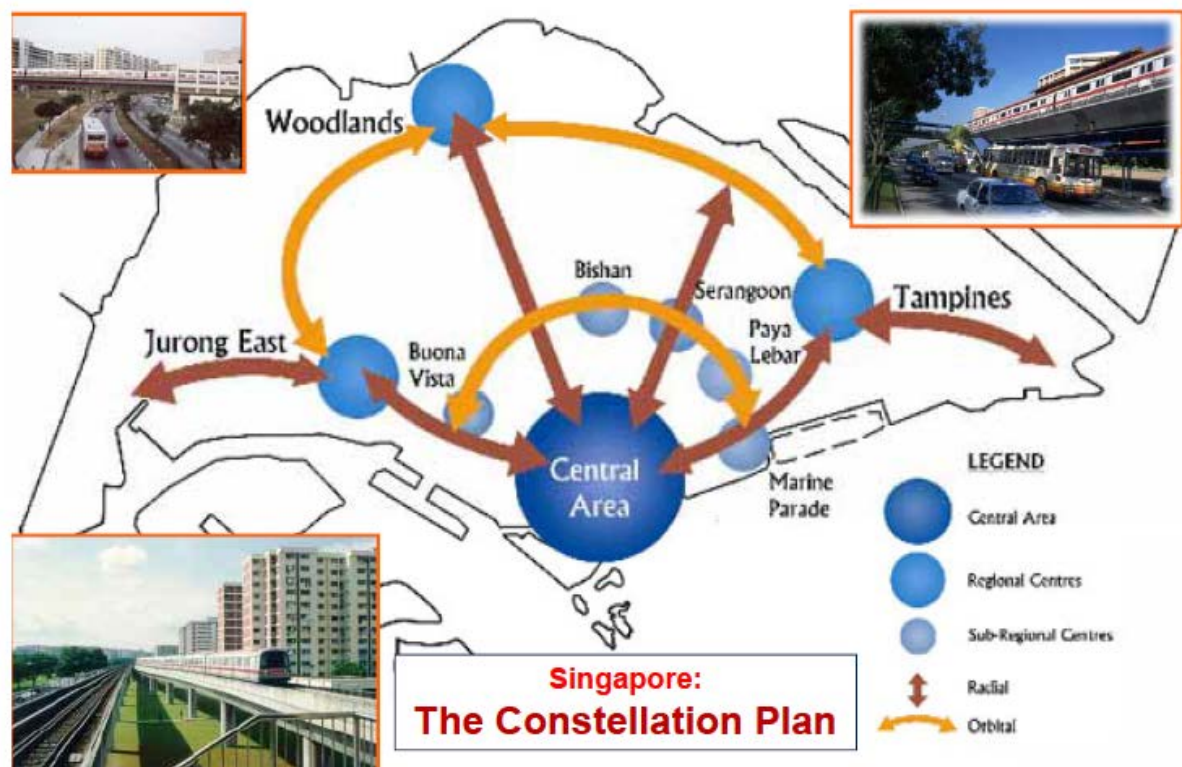 Woodlands
Bishan
Serangoon
Tampines
Paya
Lebar
Jurong East
Buona
Vista
Central
Area
Marine
Parade
LEGEND
Central Area
Regional Centres
Sub-Regional Centres
Radial
Orbital
Singapore:
The Constellation Plan